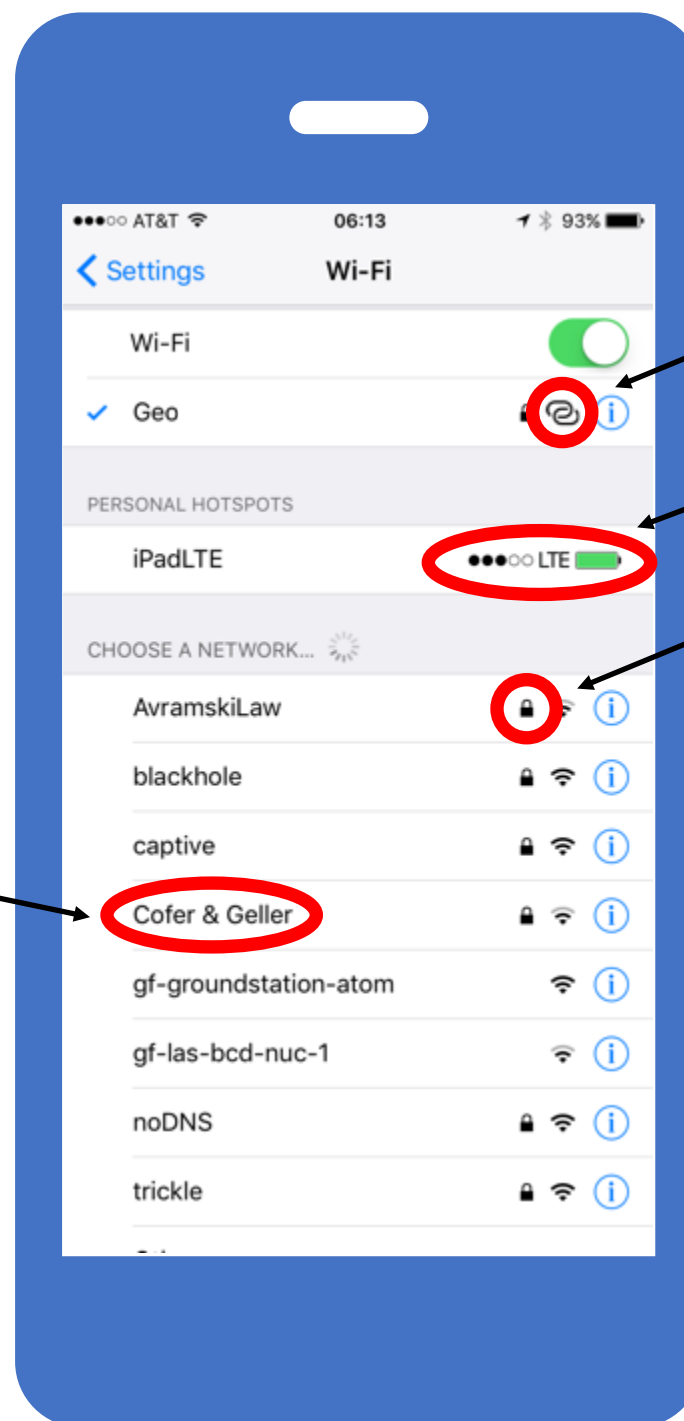 ●●●○○ AT&T 06:13 93%
Settings Wi-Fi
Wi-Fi
Geo
PERSONAL HOTSPOTS
iPadLTE ●●●○○ LTE
CHOOSE A NETWORK...
AvramskiLaw
blackhole
captive
Cofer & Geller
gf-groundstation-atom
gf-las-bcd-nuc-1
noDNS
trickle